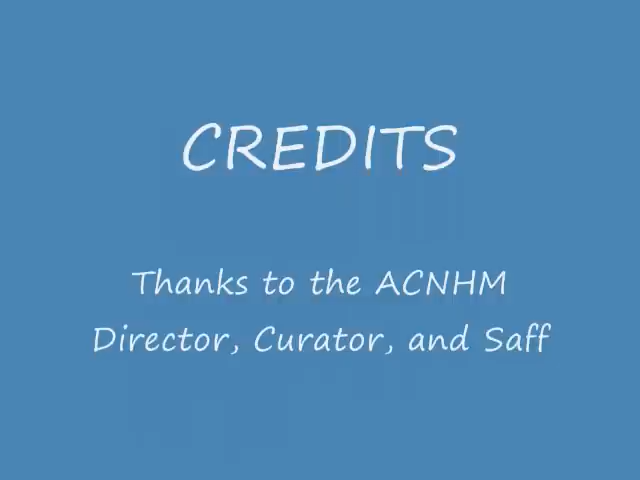 CREDITS
Thanks to the ACNHM
Director, Curator, and Saff